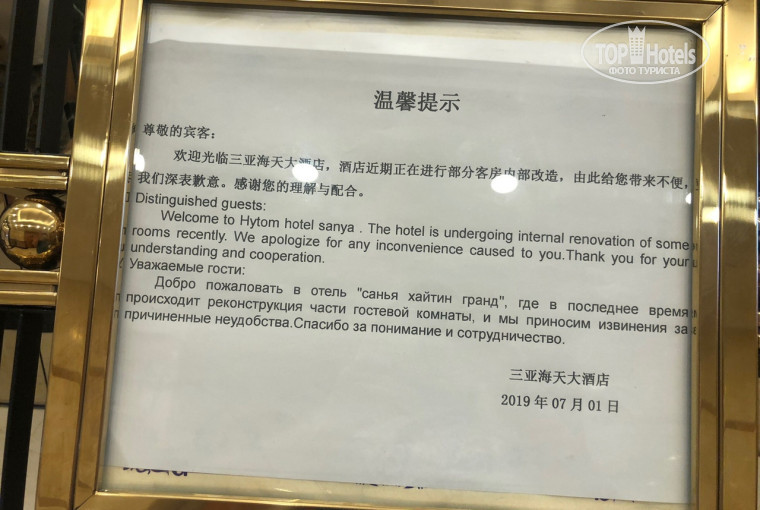 TOP Hotels
ФОТО ТУРИСТА
温馨提示
尊敬的宾客：
欢迎光临三亚海天大酒店，酒店近期正在进行部分客房内部改造，由此给您带来不便，
我们深表歉意。感谢您的理解与配合。
Distinguished guests:
Welcome to Hytom hotel sanya . The hotel is undergoing internal renovation of some
rooms recently. We apologize for any inconvenience caused to you.Thank you for your
understanding and cooperation.
Уважаемые гости:
Добро пожаловать в отель "санья хайтин гранд", где в последнее время
происходит реконструкция части гостевой комнаты, и мы приносим извинения за
причиненные неудобства.Спасибо за понимание и сотрудничество.
三亚海天大酒店
2019 年 07 月 01 日